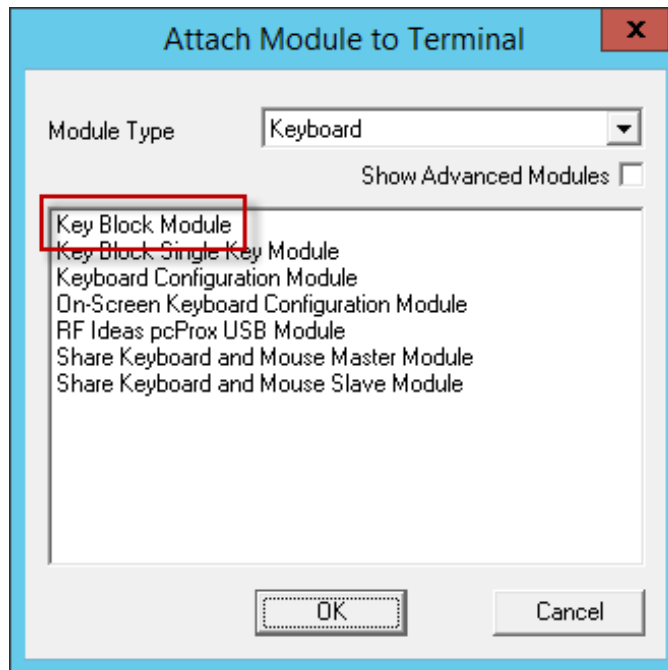 Attach Module to Terminal
x
Module Type
Keyboard
Show Advanced Modules
Key Block Module
Key Block Single Key Module
Keyboard Configuration Module
On-Screen Keyboard Configuration Module
RF Ideas pcProx USB Module
Share Keyboard and Mouse Master Module
Share Keyboard and Mouse Slave Module
OK
Cancel